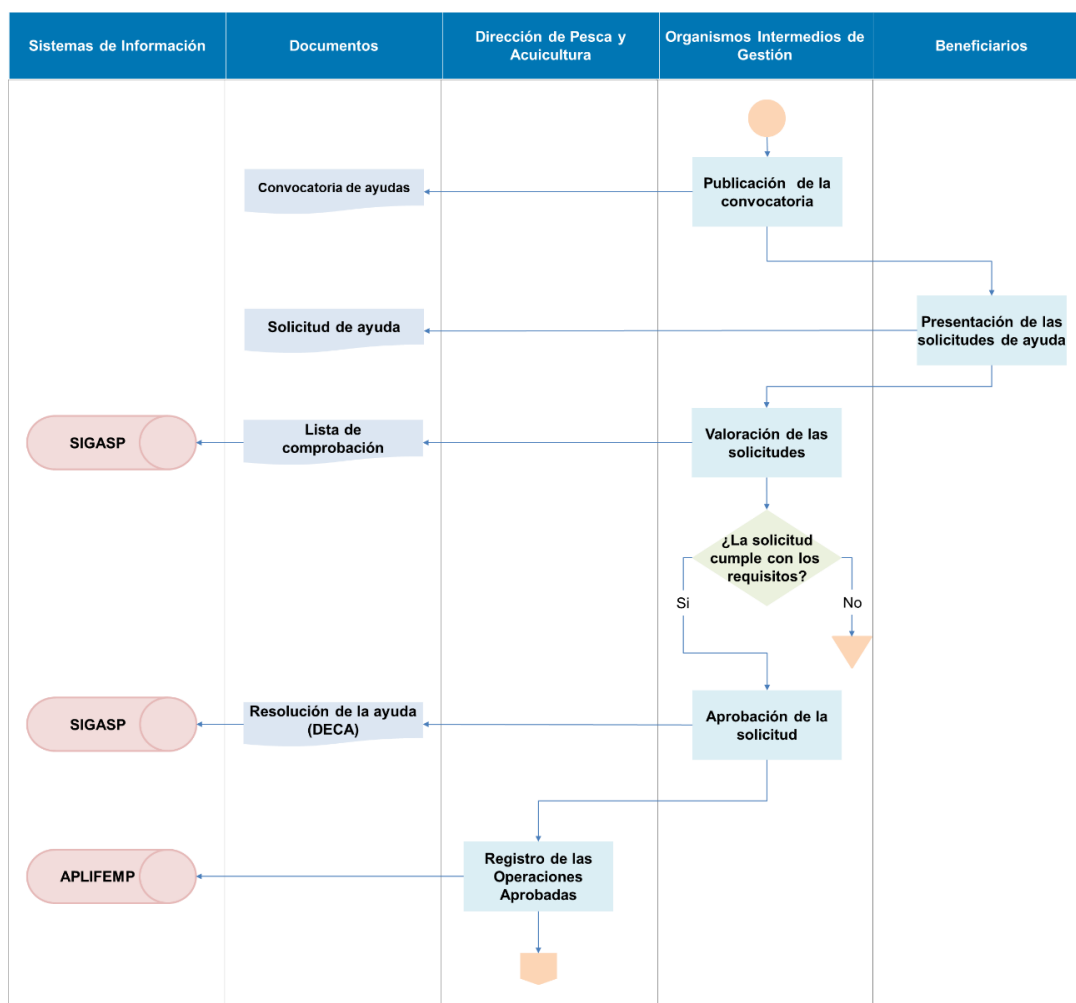 Sistemas de Información
Documentos
Dirección de Pesca y
Acuicultura
Organismos Intermedios de
Gestión
Beneficiarios
Convocatoria de ayudas
Publicación de la
convocatoria
Solicitud de ayuda
Presentación de las
solicitudes de ayuda
SIGASP
Lista de
comprobación
Valoración de las
solicitudes
¿La solicitud
cumple con los
requisitos?
Si
No
SIGASP
Resolución de la ayuda
(DECA)
Aprobación de la
solicitud
APLIFEMP
Registro de las
Operaciones
Aprobadas